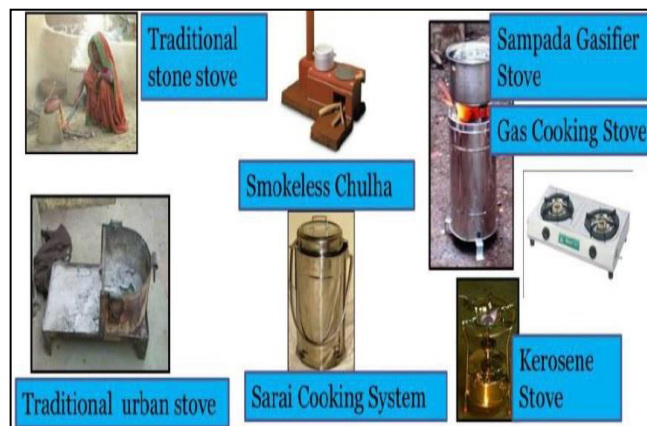 Traditional
stone stove
Sampada Gasifier
Stove
Gas Cooking Stove
Smokeless Chulha
Traditional urban stove
Sarai Cooking System
Kerosene
Stove